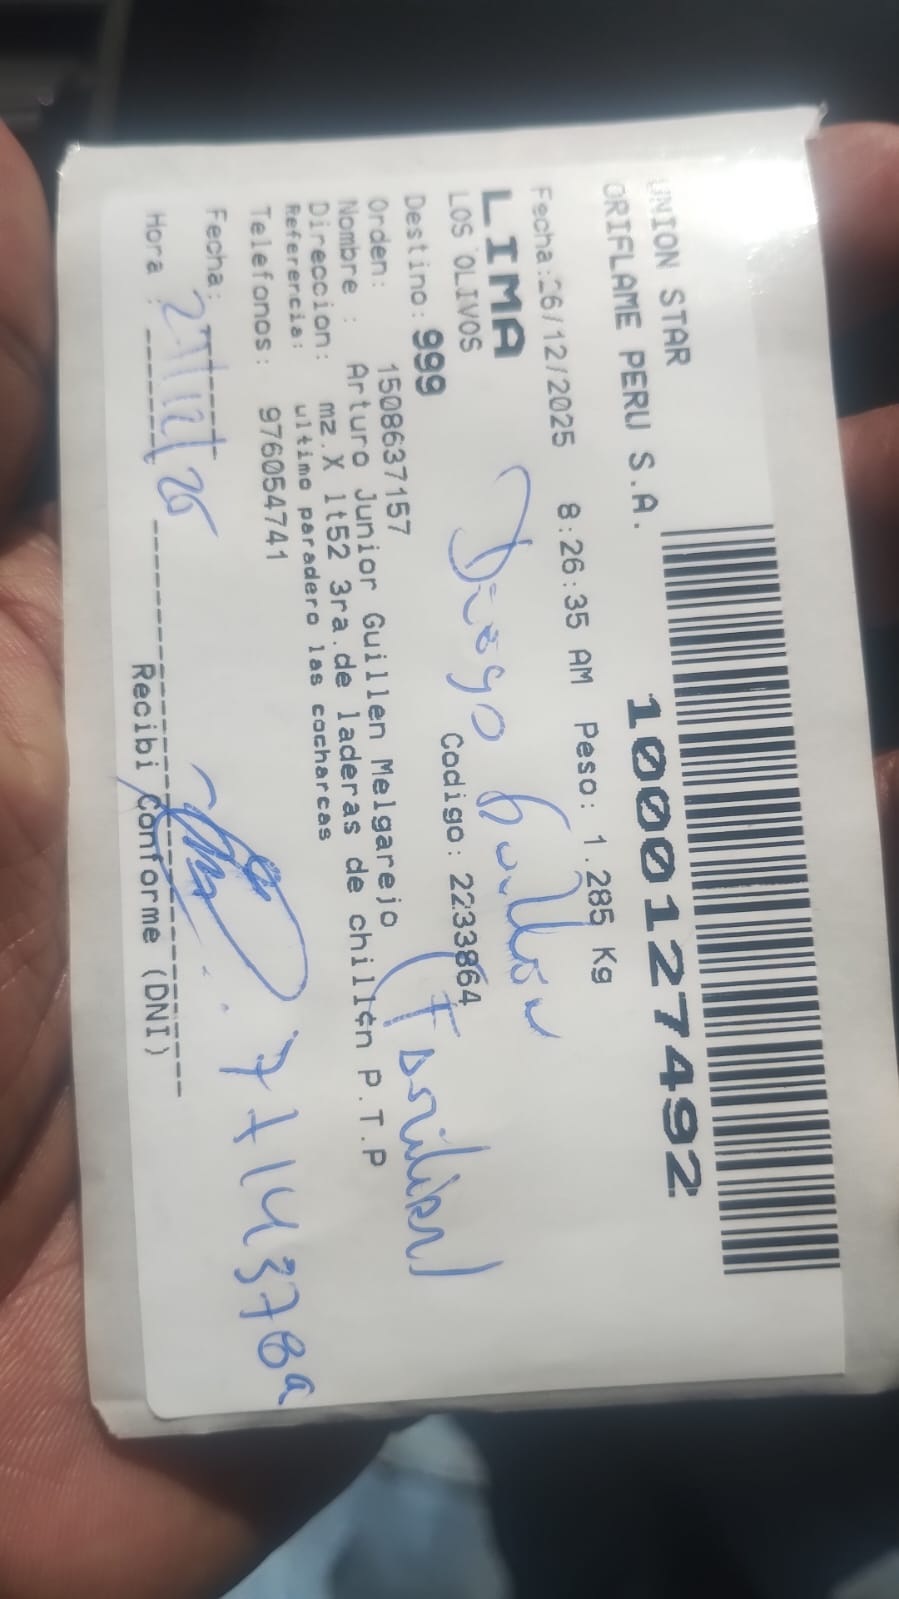 UNION STAR
ORIFLAME PERU S.A.
10001274492
Fecha:26/12/2025 8:26:35 AM Peso: 1.285 Kg
LIMA
LOS OLIVOS
Diego Guillen
Codigo: 2233864
Destino: 999
(Familiar)
Orden: 1508637157
Nombre : Arturo Junior Guillen Melgarejo
Direccion: mz.X lt52 3ra.de laderas de chill¢n P.T.P
Referencia: ultimo paradero las cocharcas
Telefonos: 976054741
Fecha: 27/12/25
Hora :
Recibi Conforme (DNI)